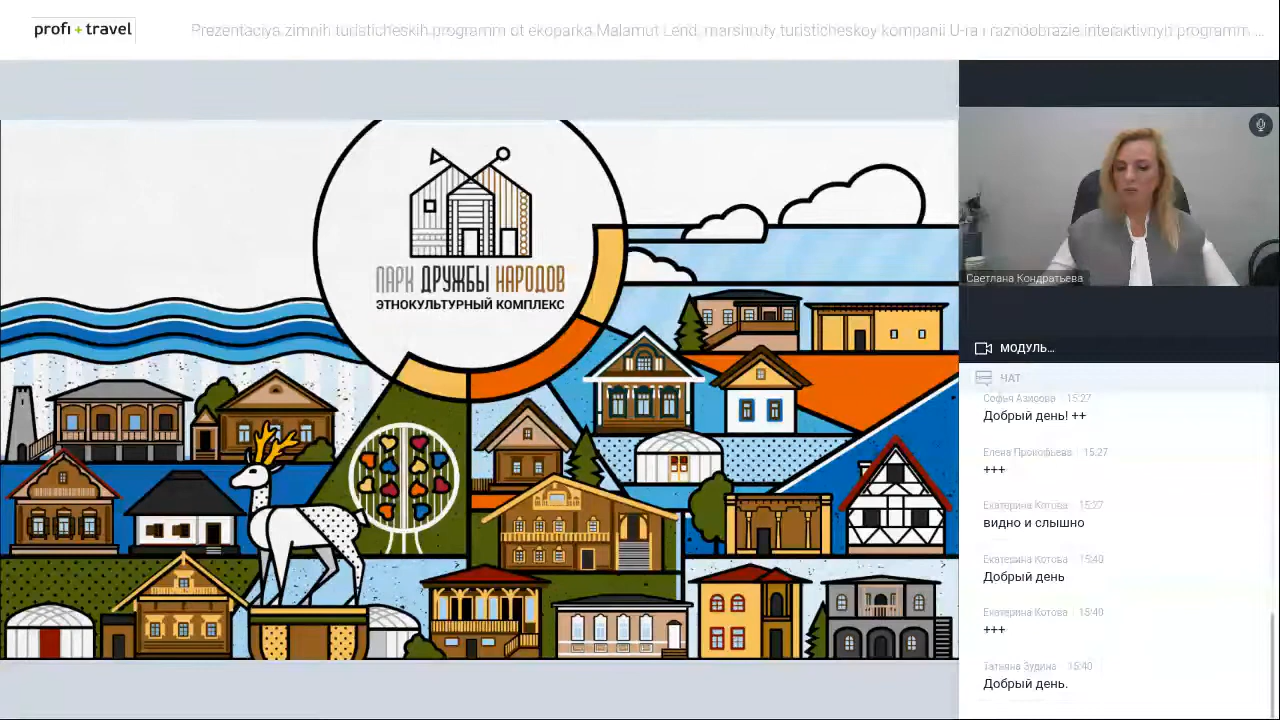 profi + travel
Prezentaciya zimnih turisticheskih programm ot ekoparka Malamut Lend, marshruty turisticheskoy kompanii U-ra i raznoobrazie interaktivnyh programm ...
ПАРК ДРУЖБЫ НАРОДОВ
ЭТНОКУЛЬТУРНЫЙ КОМПЛЕКС
Светлана Кондратьева
МОДУЛЬ...
ЧАТ
Софья Азисова 15:27
Добрый день! ++
Елена Прокофьева 15:27
+++
Екатерина Котова 15:27
видно и слышно
Екатерина Котова 15:40
Добрый день
Екатерина Котова 15:40
+++
Татьяна Зудина 15:40
Добрый день.